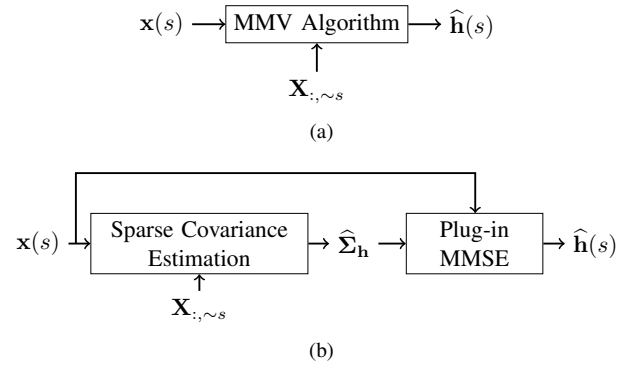 x(s) MMV Algorithm ĥ(s)
X:,∼s
(a)
x(s) Sparse Covariance Estimation Σ̂h Plug-in MMSE ĥ(s)
X:,∼s
(b)